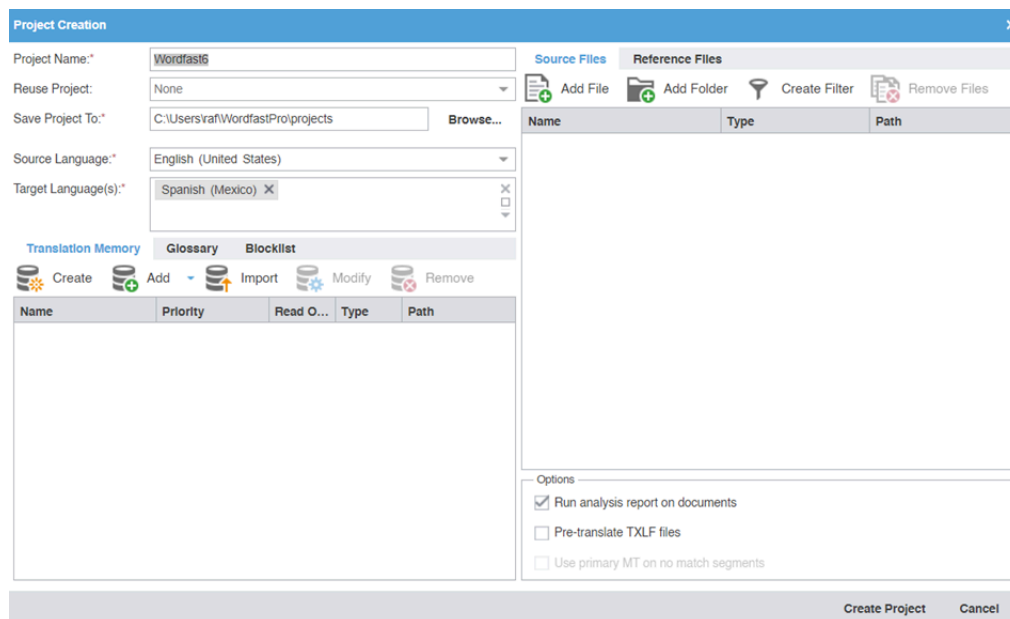 Project Creation
Project Name:*
Wordfast6
Reuse Project:
None
Save Project To:*
C:\Users\raf\WordfastPro\projects
Browse...
Source Language:*
English (United States)
Target Language(s):*
Spanish (Mexico)
Translation Memory Glossary Blocklist
Create Add Import Modify Remove
Name Priority Read O... Type Path
Source Files Reference Files
Add File Add Folder Create Filter Remove Files
Name Type Path
Options
Run analysis report on documents
Pre-translate TXLF files
Use primary MT on no match segments
Create Project Cancel